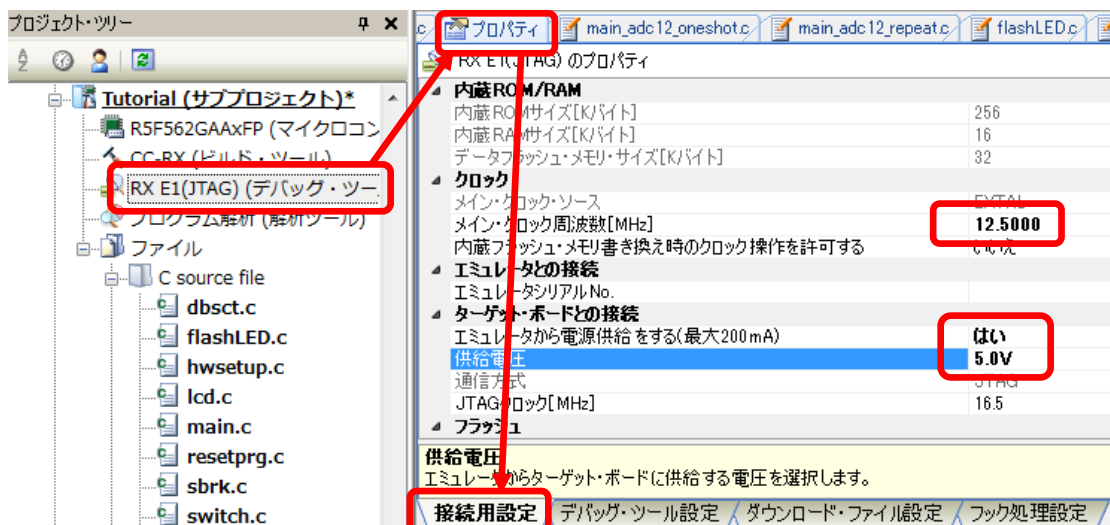 プロジェクト・ツリー
Tutorial (サブプロジェクト)*
R5F562GAAxFP (マイクロコン
CC-RX (ビルド・ツール)
RX E1(JTAG) (デバッグ・ツー
プログラム解析 (解析ツール)
ファイル
C source file
dbsct.c
flashLED.c
hwsetup.c
lcd.c
main.c
resetprg.c
sbrk.c
switch.c
.c
プロパティ
main_adc12_oneshot.c
main_adc12_repeat.c
flashLED.c
RX E1(JTAG) のプロパティ
内蔵ROM/RAM
内蔵ROMサイズ[Kバイト] 256
内蔵RAMサイズ[Kバイト] 16
データフラッシュ・メモリ・サイズ[Kバイト] 32
クロック
メイン・クロック・ソース EXTAL
メイン・クロック周波数[MHz] 12.5000
内蔵フラッシュ・メモリ書き換え時のクロック操作を許可する いいえ
エミュレータとの接続
エミュレータシリアルNo.
ターゲット・ボードとの接続
エミュレータから電源供給をする(最大200mA) はい
供給電圧 5.0V
通信方式 JTAG
JTAGクロック[MHz] 16.5
フラッシュ
供給電圧
エミュレータからターゲット・ボードに供給する電圧を選択します。
接続用設定
デバッグ・ツール設定
ダウンロード・ファイル設定
フック処理設定